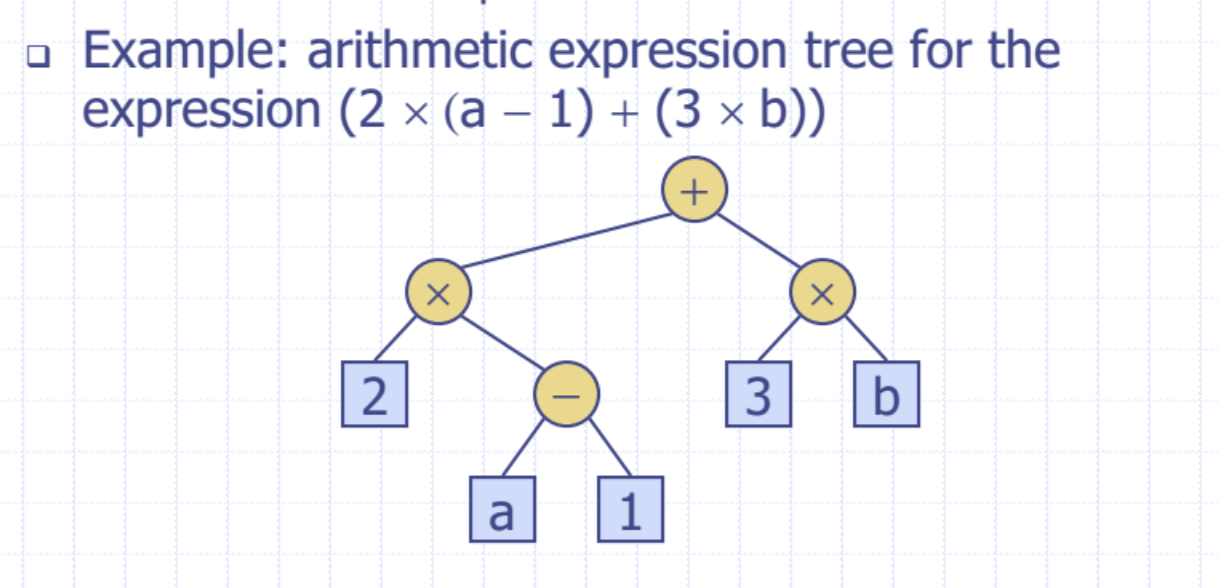 Example: arithmetic expression tree for the
expression (2 × (a − 1) + (3 × b))
+
× ×
2 − 3 b
a 1